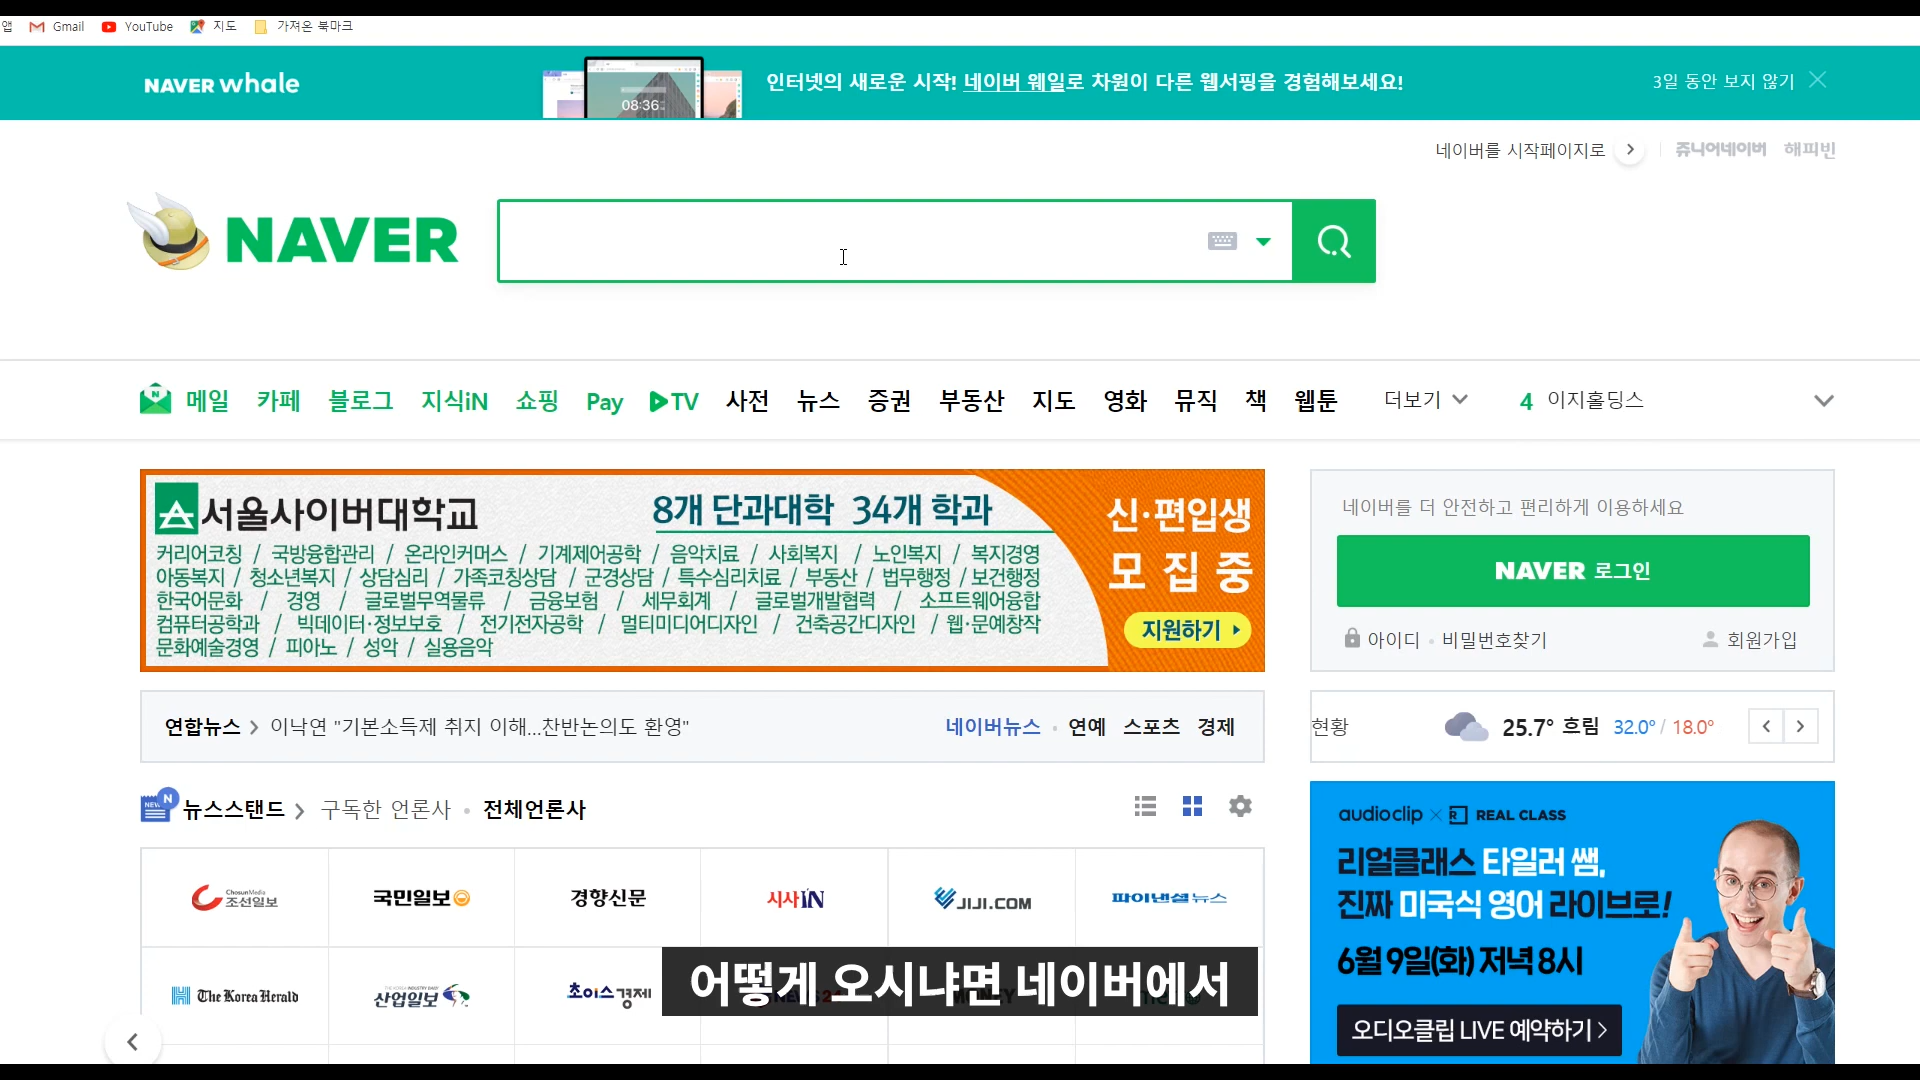 앱 Gmail YouTube 지도 가져온 북마크
NAVER whale
08:36
인터넷의 새로운 시작! 네이버 웨일로 차원이 다른 웹서핑을 경험해보세요!
3일 동안 보지 않기
네이버를 시작페이지로
쥬니어네이버 해피빈
NAVER
메일 카페 블로그 지식iN 쇼핑 Pay TV 사전 뉴스 증권 부동산 지도 영화 뮤직 책 웹툰 더보기 4 이지홀딩스
서울사이버대학교
8개 단과대학 34개 학과
커리어코칭 / 국방융합관리 / 온라인커머스 / 기계제어공학 / 음악치료 / 사회복지 / 노인복지 / 복지경영
아동복지 / 청소년복지 / 상담심리 / 가족코칭상담 / 군경상담 / 특수심리치료 / 부동산 / 법무행정 / 보건행정
한국어문화 / 경영 / 글로벌무역물류 / 금융보험 / 세무회계 / 글로벌개발협력 / 소프트웨어융합
컴퓨터공학과 / 빅데이터·정보보호 / 전기전자공학 / 멀티미디어디자인 / 건축공간디자인 / 웹·문예창작
문화예술경영 / 피아노 / 성악 / 실용음악
신·편입생
모집중
지원하기
네이버를 더 안전하고 편리하게 이용하세요
NAVER 로그인
아이디 · 비밀번호찾기 회원가입
연합뉴스 > 이낙연 "기본소득제 취지 이해...찬반논의도 환영"
네이버뉴스 · 연예 스포츠 경제
현황 25.7° 흐림 32.0° / 18.0°
NEW N 뉴스스탠드 > 구독한 언론사 · 전체언론사
ChosunMedia 조선일보
국민일보
경향신문
시사IN
JIJI.COM
파이낸셜뉴스
The Korea Herald
산업일보
초이스경제
어떻게 오시냐면 네이버에서
audioclip × R REAL CLASS
리얼클래스 타일러 쌤,
진짜 미국식 영어 라이브로!
6월 9일(화) 저녁 8시
오디오클립 LIVE 예약하기 >